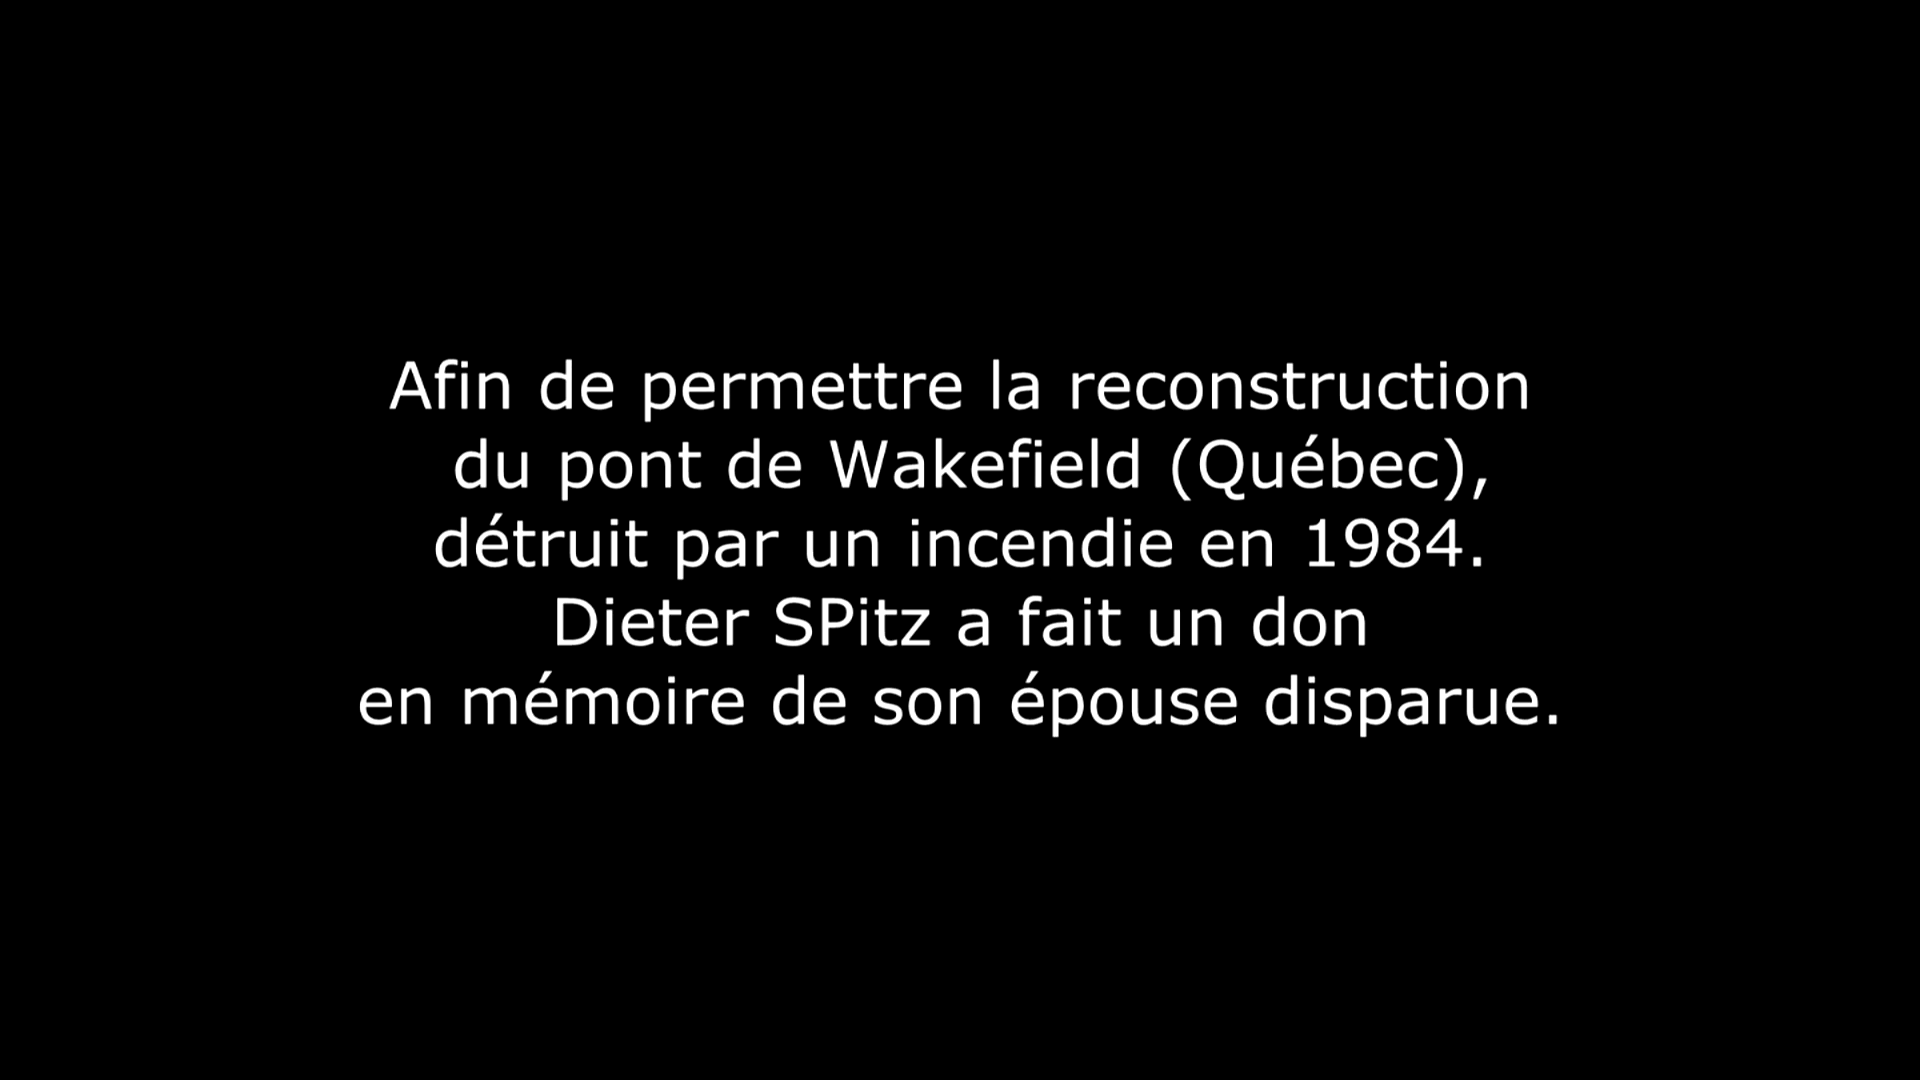 Afin de permettre la reconstruction
du pont de Wakefield (Québec),
détruit par un incendie en 1984.
Dieter SPitz a fait un don
en mémoire de son épouse disparue.